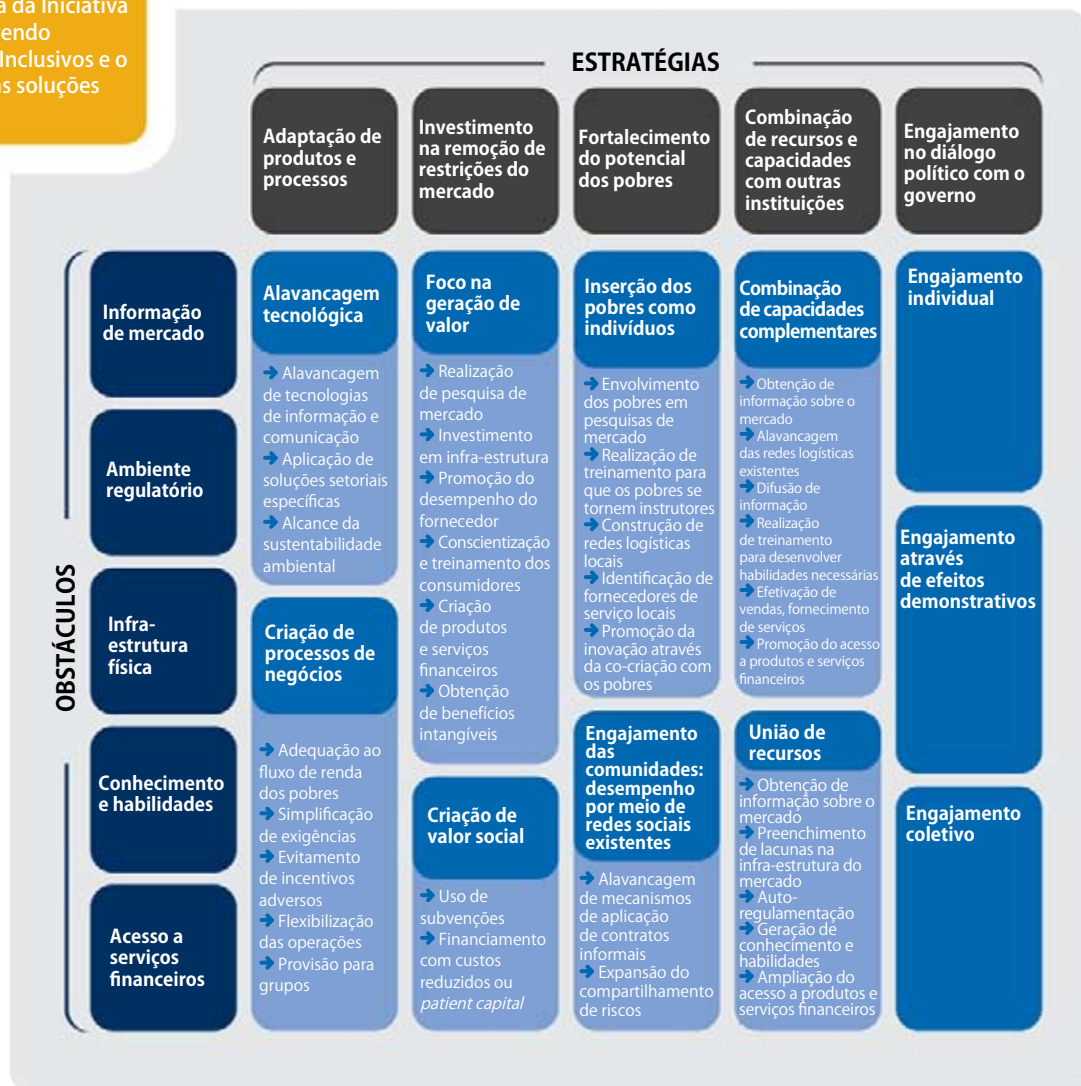 a da Iniciativa
endo
Inclusivos e o
as soluções
ESTRATÉGIAS
Adaptação de
produtos e
processos
Investimento
na remoção de
restrições do
mercado
Fortalecimento
do potencial
dos pobres
Combinação
de recursos e
capacidades
com outras
instituições
Engajamento
no diálogo
político com o
governo
OBSTÁCULOS
Informação
de mercado
Ambiente
regulatório
Infra-
estrutura
física
Conhecimento
e habilidades
Acesso a
serviços
financeiros
Alavancagem
tecnológica
➔ Alavancagem
de tecnologias
de informação e
comunicação
➔ Aplicação de
soluções setoriais
específicas
➔ Alcance da
sustentabilidade
ambiental
Criação de
processos de
negócios
➔ Adequação ao
fluxo de renda
dos pobres
➔ Simplificação
de exigências
➔ Evitamento
de incentivos
adversos
➔ Flexibilização
das operações
➔ Provisão para
grupos
Foco na
geração de
valor
➔ Realização
de pesquisa de
mercado
➔ Investimento
em infra-estrutura
➔ Promoção do
desempenho do
fornecedor
➔ Conscientização
e treinamento dos
consumidores
➔ Criação
de produtos
e serviços
financeiros
➔ Obtenção
de benefícios
intangíveis
Criação de
valor social
➔ Uso de
subvenções
➔ Financiamento
com custos
reduzidos ou
patient capital
Inserção dos
pobres como
indivíduos
➔ Envolvimento
dos pobres em
pesquisas de
mercado
➔ Realização de
treinamento para
que os pobres se
tornem instrutores
➔ Construção de
redes logísticas
locais
➔ Identificação de
fornecedores de
serviço locais
➔ Promoção da
inovação através
da co-criação com
os pobres
Engajamento
das
comunidades:
desempenho
por meio de
redes sociais
existentes
➔ Alavancagem
de mecanismos
de aplicação
de contratos
informais
➔ Expansão do
compartilhamento
de riscos
Combinação
de capacidades
complementares
➔ Obtenção de
informação sobre o
mercado
➔ Alavancagem
das redes logísticas
existentes
➔ Difusão de
informação
➔ Realização
de treinamento
para desenvolver
habilidades necessárias
➔ Efetivação de
vendas, fornecimento
de serviços
➔ Promoção do acesso
a produtos e serviços
financeiros
União de
recursos
➔ Obtenção de
informação sobre o
mercado
➔ Preenchimento
de lacunas na
infra-estrutura do
mercado
➔ Auto-
regulamentação
➔ Geração de
conhecimento e
habilidades
➔ Ampliação do
acesso a produtos e
serviços financeiros
Engajamento
individual
Engajamento
através
de efeitos
demonstrativos
Engajamento
coletivo